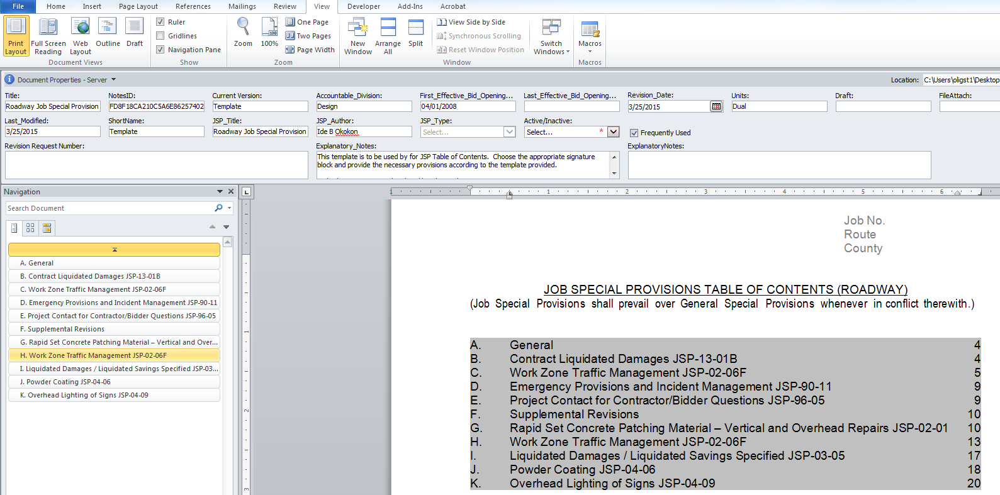 File Home Insert Page Layout References Mailings Review View Developer Add-Ins Acrobat
Print Layout Full Screen Reading Web Layout Outline Draft
Document Views
Ruler
Gridlines
Navigation Pane
Show
Zoom 100%
One Page
Two Pages
Page Width
Zoom
New Window Arrange All Split
View Side by Side
Synchronous Scrolling
Reset Window Position
Window
Switch Windows
Macros
Macros
Document Properties - Server
Location: C:\Users\oligst1\Desktop
Title: NotesID: Current Version: Accountable_Division: First_Effective_Bid_Opening... Last_Effective_Bid_Opening... Revision_Date: Units: Draft: FileAttach:
Roadway Job Special Provision FD8F18CA210C5A6E86257402 Template Design 04/01/2008 3/25/2015 Dual
Last_Modified: ShortName: JSP_Title: JSP_Author: JSP_Type: Active/Inactive:
3/25/2015 Template Roadway Job Special Provision Ide B Okokon Select... Select... * Frequently Used
Revision Request Number: Explanatory_Notes: ExplanatoryNotes:
This template is to be used by for JSP Table of Contents. Choose the appropriate signature
block and provide the necessary provisions according to the template provided.
Navigation
Search Document
A. General
B. Contract Liquidated Damages JSP-13-01B
C. Work Zone Traffic Management JSP-02-06F
D. Emergency Provisions and Incident Management JSP-90-11
E. Project Contact for Contractor/Bidder Questions JSP-96-05
F. Supplemental Revisions
G. Rapid Set Concrete Patching Material – Vertical and Over...
H. Work Zone Traffic Management JSP-02-06F
I. Liquidated Damages / Liquidated Savings Specified JSP-03...
J. Powder Coating JSP-04-06
K. Overhead Lighting of Signs JSP-04-09
1 1 2 3 4 5 6
1
2
3
Job No.
Route
County
JOB SPECIAL PROVISIONS TABLE OF CONTENTS (ROADWAY)
(Job Special Provisions shall prevail over General Special Provisions whenever in conflict therewith.)
A. General 4
B. Contract Liquidated Damages JSP-13-01B 4
C. Work Zone Traffic Management JSP-02-06F 5
D. Emergency Provisions and Incident Management JSP-90-11 9
E. Project Contact for Contractor/Bidder Questions JSP-96-05 9
F. Supplemental Revisions 10
G. Rapid Set Concrete Patching Material – Vertical and Overhead Repairs JSP-02-01 10
H. Work Zone Traffic Management JSP-02-06F 13
I. Liquidated Damages / Liquidated Savings Specified JSP-03-05 17
J. Powder Coating JSP-04-06 18
K. Overhead Lighting of Signs JSP-04-09 20